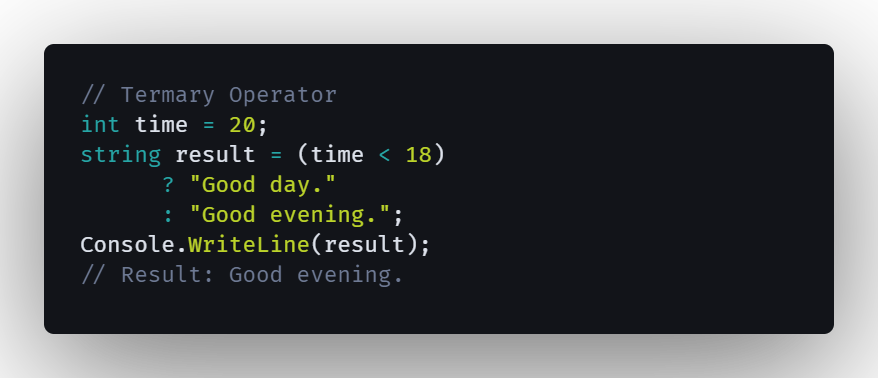 // Termary Operator
int time = 20;
string result = (time < 18)
      ? "Good day."
      : "Good evening.";
Console.WriteLine(result);
// Result: Good evening.